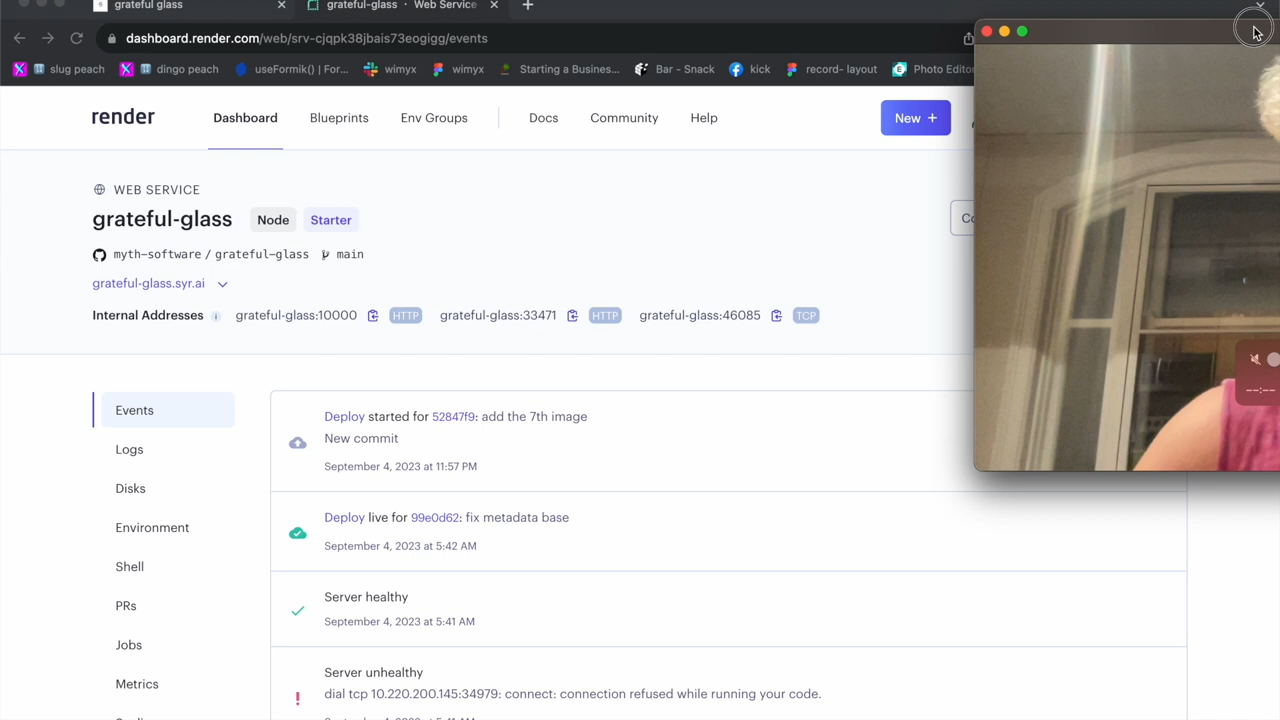 grateful glass
grateful-glass · Web Service
dashboard.render.com/web/srv-cjqpk38jbais73eogigg/events
slug peach
dingo peach
useFormik() | For...
wimyx
wimyx
Starting a Busines...
Bar - Snack
kick
record- layout
Photo Editor
render
Dashboard
Blueprints
Env Groups
Docs
Community
Help
New +
WEB SERVICE
grateful-glass
Node
Starter
myth-software / grateful-glass
main
grateful-glass.syr.ai
Internal Addresses
grateful-glass:10000
HTTP
grateful-glass:33471
HTTP
grateful-glass:46085
TCP
Events
Logs
Disks
Environment
Shell
PRs
Jobs
Metrics
Deploy started for 52847f9: add the 7th image
New commit
September 4, 2023 at 11:57 PM
Deploy live for 99e0d62: fix metadata base
September 4, 2023 at 5:42 AM
Server healthy
September 4, 2023 at 5:41 AM
Server unhealthy
dial tcp 10.220.200.145:34979: connect: connection refused while running your code.
--:--